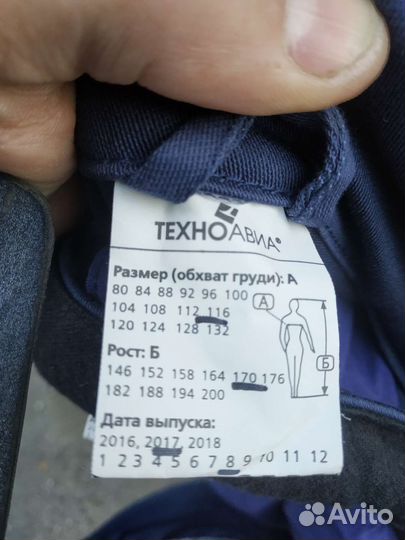 ТЕХНОАВИА®
Размер (обхват груди): А
80 84 88 92 96 100
104 108 112 116
120 124 128 132
А
Рост: Б
146 152 158 164 170 176
182 188 194 200
Б
Дата выпуска:
2016, 2017, 2018
1 2 3 4 5 6 7 8 9 10 11 12
Avito